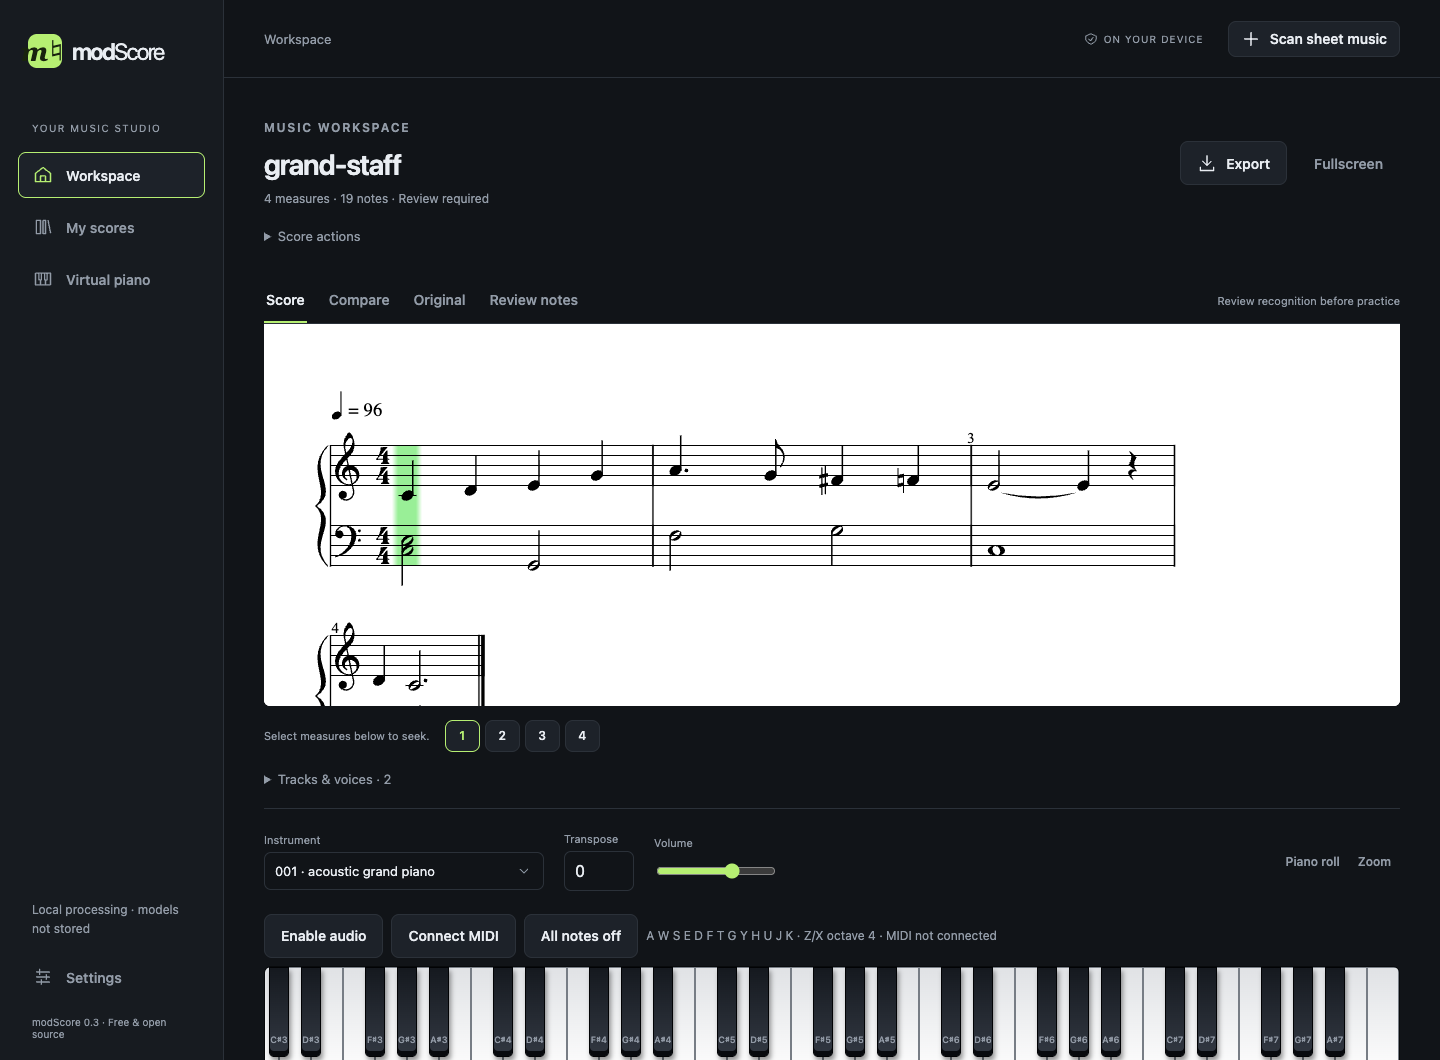 modScore
YOUR MUSIC STUDIO
Workspace
My scores
Virtual piano
Local processing · models
not stored
Settings
modScore 0.3 · Free & open
source
Workspace
ON YOUR DEVICE
Scan sheet music
MUSIC WORKSPACE
grand-staff
4 measures · 19 notes · Review required
Score actions
Export
Fullscreen
Score Compare Original Review notes
Review recognition before practice
= 96
3
4
4
4
4
4
Select measures below to seek. 1 2 3 4
Tracks & voices · 2
Instrument
001 · acoustic grand piano
Transpose
0
Volume
Piano roll Zoom
Enable audio Connect MIDI All notes off A W S E D F T G Y H U J K · Z/X octave 4 · MIDI not connected
C#3 D#3 F#3 G#3 A#3 C#4 D#4 F#4 G#4 A#4 C#5 D#5 F#5 G#5 A#5 C#6 D#6 F#6 G#6 A#6 C#7 D#7 F#7 G#7 A#7